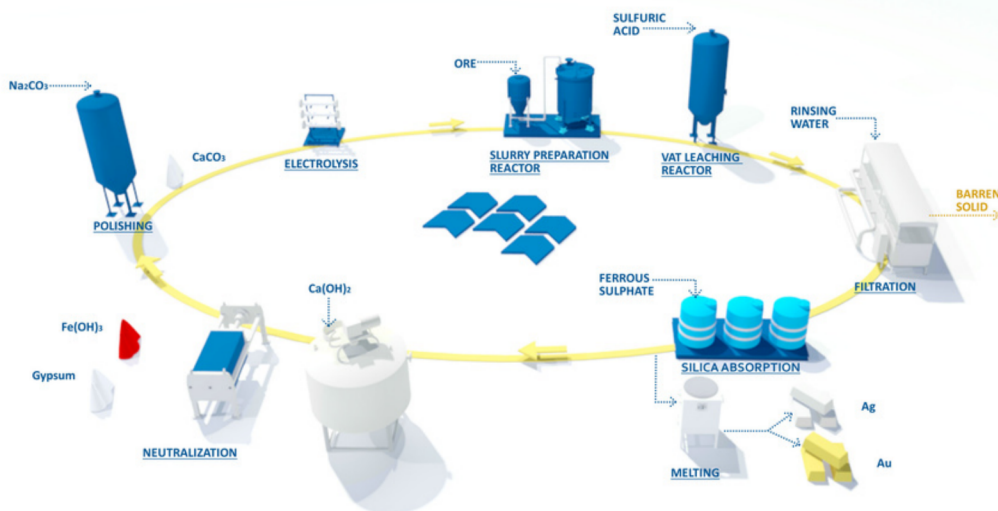 SULFURIC
ACID
ORE
Na₂CO₃
RINSING
WATER
CaCO₃
ELECTROLYSIS
SLURRY PREPARATION
REACTOR
VAT LEACHING
REACTOR
BARREN
SOLID
POLISHING
FERROUS
SULPHATE
Ca(OH)₂
FILTRATION
Fe(OH)₃
Gypsum
SILICA ABSORPTION
Ag
NEUTRALIZATION
MELTING
Au